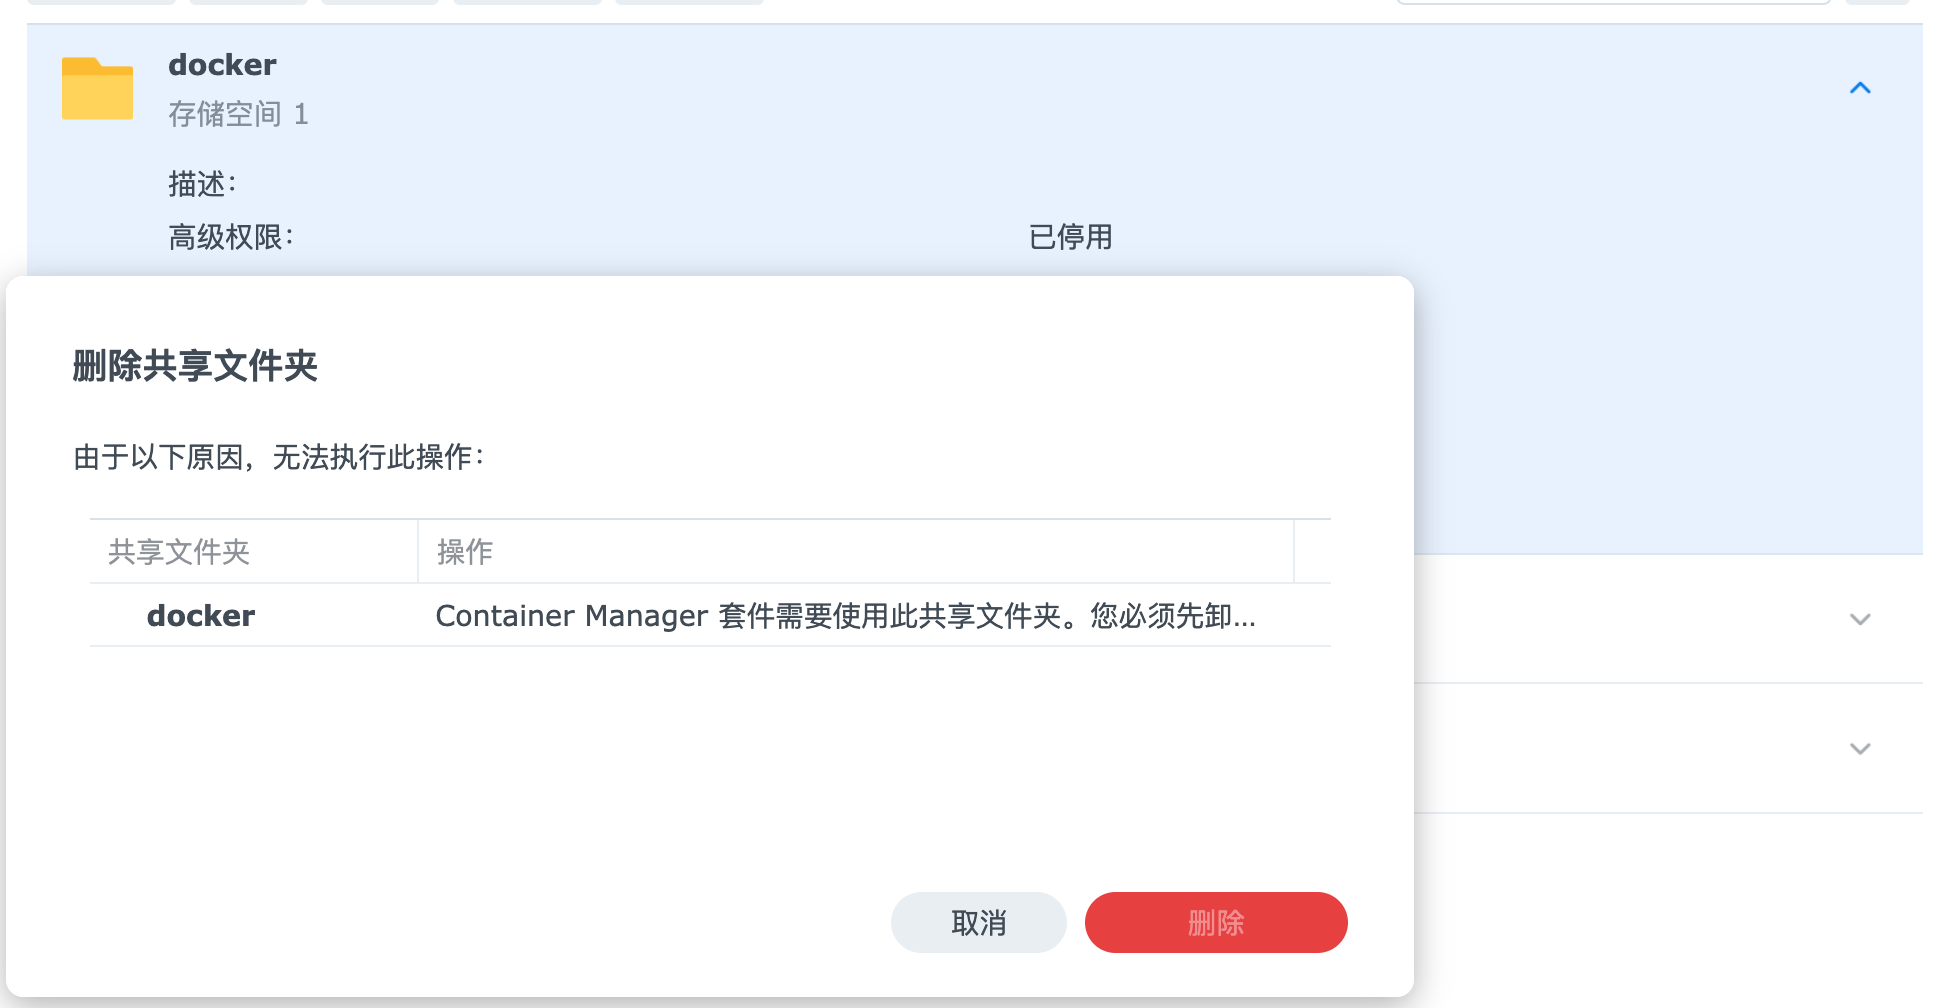 docker
存储空间 1
描述：
高级权限：
已停用
删除共享文件夹
由于以下原因，无法执行此操作：
共享文件夹
操作
docker
Container Manager 套件需要使用此共享文件夹。您必须先卸...
取消
删除